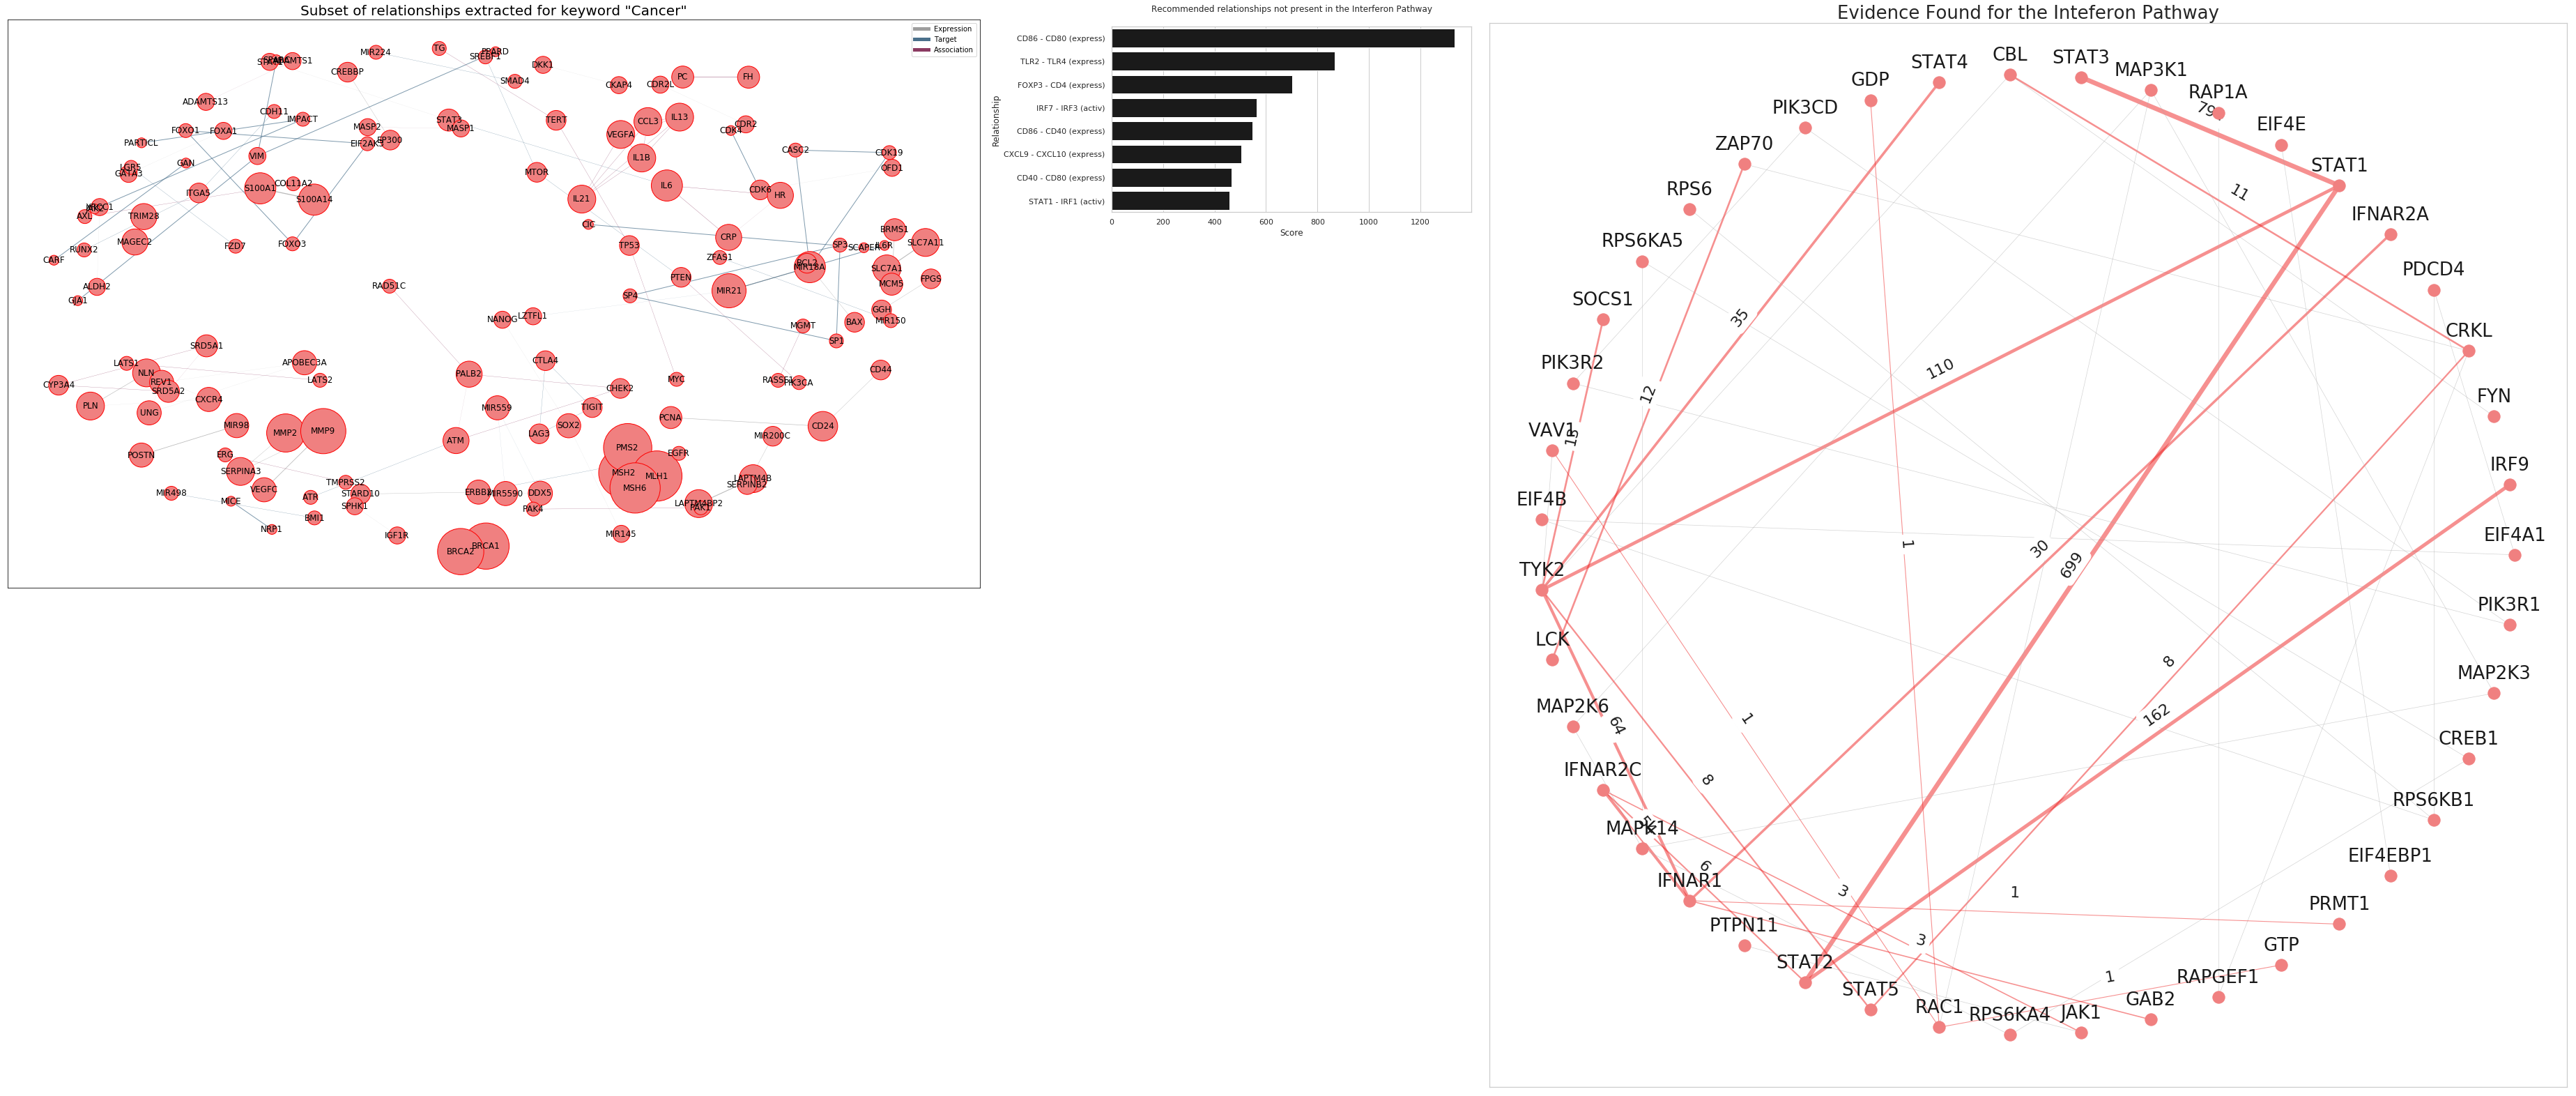 Subset of relationships extracted for keyword "Cancer"
Expression
Target
Association
TG
MIR224
SREBF1
ADAMTS1
CREBBP
DKK1
SMAD4
CKAP4
CDR2L
PC
FH
ADAMTS13
CDH11
IMPACT
FOXO1
FOXA1
PARTICL
MASP2
EP300
STAT3
MASP1
TERT
VEGFA
CCL3
IL13
CDK4
CDR2
CASC2
CDK19
OFD1
GAN
VIM
LGR5
GATA3
ITGA5
S100A1
COL11A2
S100A14
MTOR
IL1B
IL21
IL6
CDK6
HR
AXL
TRIM28
MAGEC2
RUNX2
FZD7
FOXO3
CARF
ALDH2
GJA1
CIC
TP53
CRP
ZFAS1
SP3
SCAPER
IL6R
BRMS1
SLC7A11
BCL2
MIR18A
SLC7A1
MCM5
FPGS
RAD51C
PTEN
SP4
MIR21
GGH
MIR150
NANOG
LZTFL1
MGMT
BAX
SP1
SRD5A1
LATS1
NLN
REV1
SRD5A2
CYP3A4
PLN
UNG
CXCR4
APOBEC3A
LATS2
PALB2
CTLA4
CHEK2
MYC
RASSF1
PIK3CA
CD44
MIR98
MMP2
MMP9
MIR559
TIGIT
LAG3
SOX2
PCNA
CD24
MIR200C
ATM
POSTN
ERG
SERPINA3
VEGFC
PMS2
MSH2
MLH1
MSH6
EGFR
LAPTM4B
SERPINB2
MIR498
MICE
NRP1
ATR
BMI1
TMPRSS2
STARD10
SPHK1
MIR5590
DDX5
PAK4
LAPTM4BP2
PAK1
IGF1R
BRCA2
BRCA1
MIR145
Recommended relationships not present in the Interferon Pathway
Relationship
CD86 - CD80 (express)
TLR2 - TLR4 (express)
FOXP3 - CD4 (express)
IRF7 - IRF3 (activ)
CD86 - CD40 (express)
CXCL9 - CXCL10 (express)
CD40 - CD80 (express)
STAT1 - IRF1 (activ)
0 200 400 600 800 1000 1200
Score
Evidence Found for the Inteferon Pathway
CBL
STAT3
STAT4
MAP3K1
GDP
RAP1A
PIK3CD
EIF4E
ZAP70
STAT1
RPS6
11
IFNAR2A
RPS6KA5
PDCD4
SOCS1
35
CRKL
PIK3R2
110
12
FYN
VAV1
IRF9
EIF4B
EIF4A1
1
30
699
TYK2
PIK3R1
LCK
8
MAP2K3
MAP2K6
64
1
162
CREB1
IFNAR2C
8
RPS6KB1
MAPK14
EIF4EBP1
6
IFNAR1
3
1
PRMT1
PTPN11
3
GTP
STAT2
1
RAPGEF1
STAT5
GAB2
RAC1
RPS6KA4
JAK1